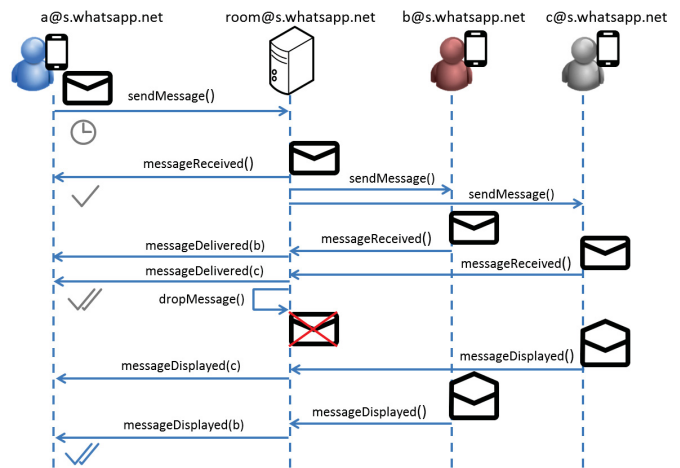 a@s.whatsapp.net room@s.whatsapp.net b@s.whatsapp.net c@s.whatsapp.net
sendMessage()
messageReceived()
sendMessage()
sendMessage()
messageDelivered(b) messageReceived()
messageDelivered(c) messageReceived()
dropMessage()
messageDisplayed()
messageDisplayed(c)
messageDisplayed()
messageDisplayed(b)